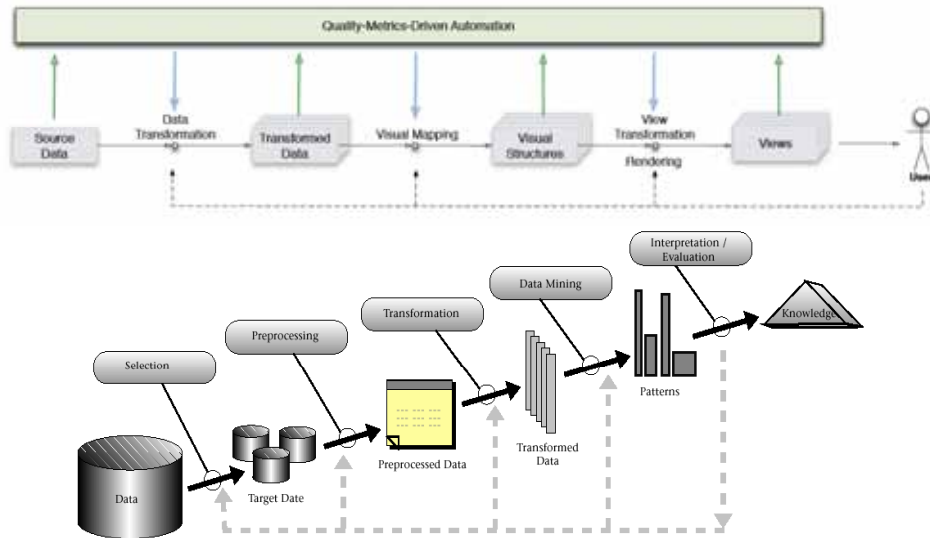 Quality-Metrics-Driven Automation
Source
Data
Data
Transformation
Transformed
Data
Visual Mapping
Visual
Structures
View
Transformation
Rendering
Views
User
Interpretation /
Evaluation
Data Mining
Knowledge
Transformation
Preprocessing
Patterns
Selection
Transformed
Data
Preprocessed Data
Data
Target Date